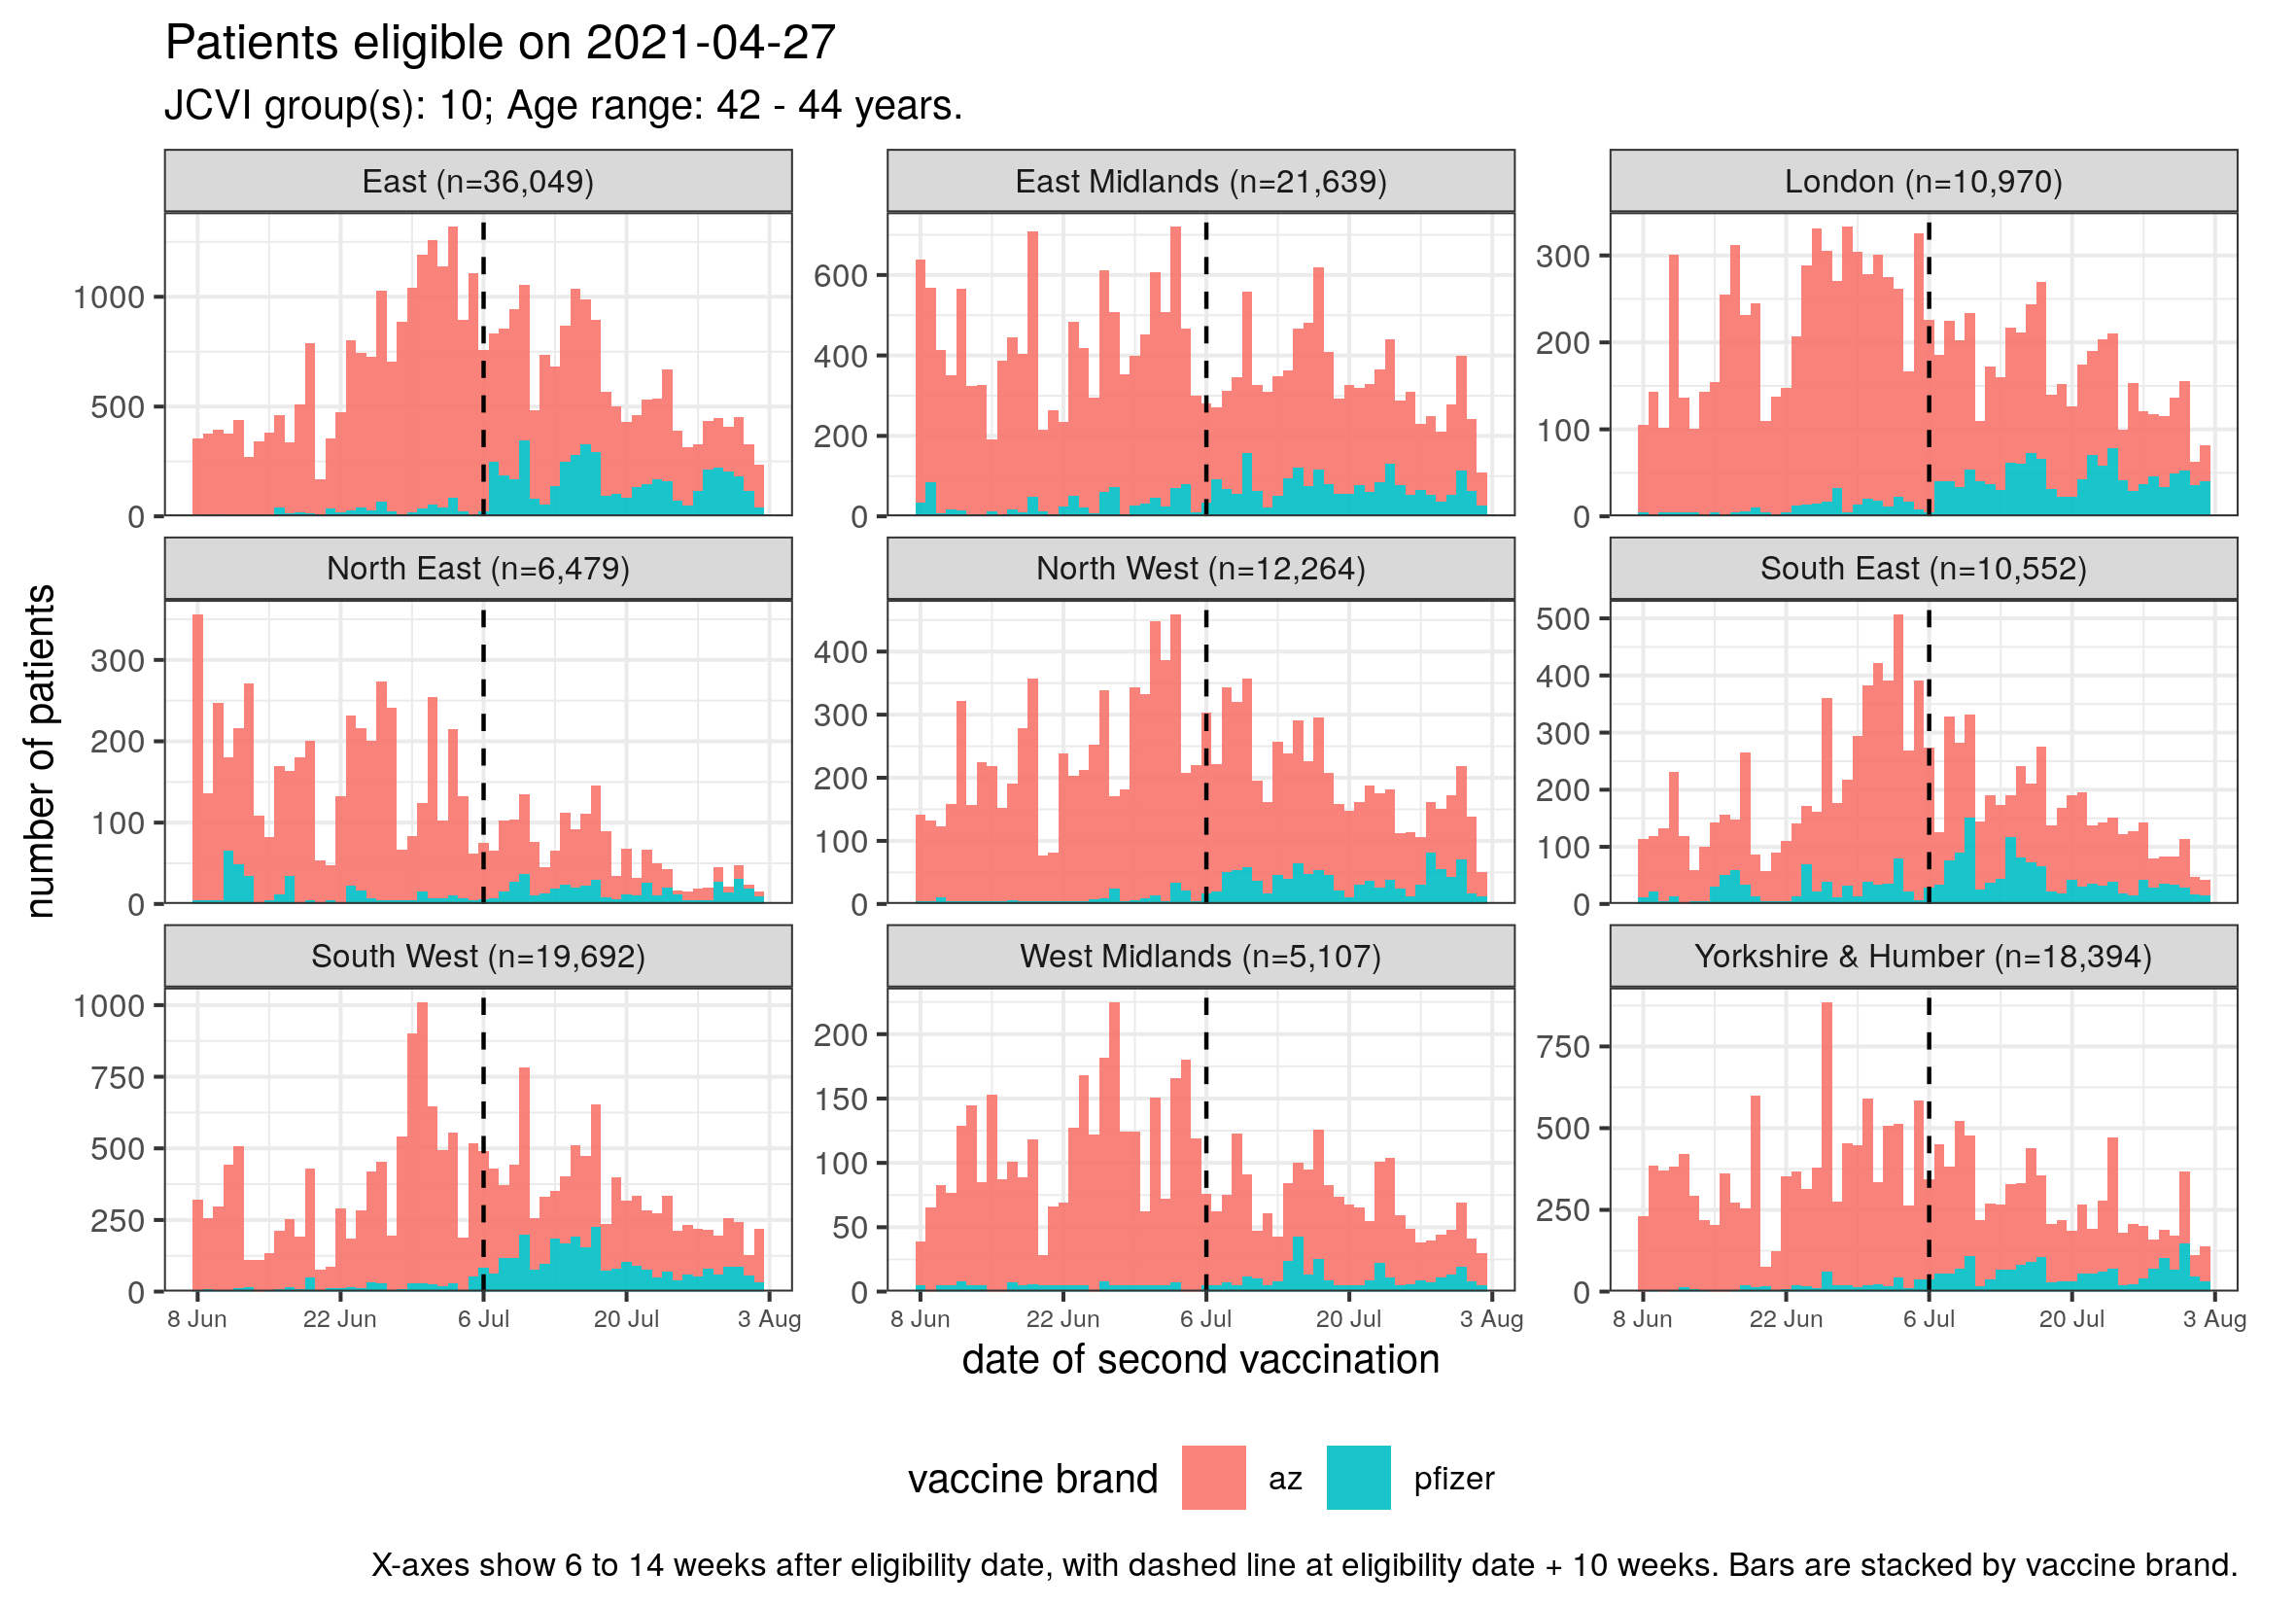 Patients eligible on 2021-04-27
JCVI group(s): 10; Age range: 42 - 44 years.
East (n=36,049)
East Midlands (n=21,639)
London (n=10,970)
1000
500
0
600
400
200
0
300
200
100
0
North East (n=6,479)
North West (n=12,264)
South East (n=10,552)
300
200
100
0
400
300
200
100
0
500
400
300
200
100
0
South West (n=19,692)
West Midlands (n=5,107)
Yorkshire & Humber (n=18,394)
1000
750
500
250
0
200
150
100
50
0
750
500
250
0
8 Jun 22 Jun 6 Jul 20 Jul 3 Aug
8 Jun 22 Jun 6 Jul 20 Jul 3 Aug
8 Jun 22 Jun 6 Jul 20 Jul 3 Aug
number of patients
date of second vaccination
vaccine brand az pfizer
X-axes show 6 to 14 weeks after eligibility date, with dashed line at eligibility date + 10 weeks. Bars are stacked by vaccine brand.